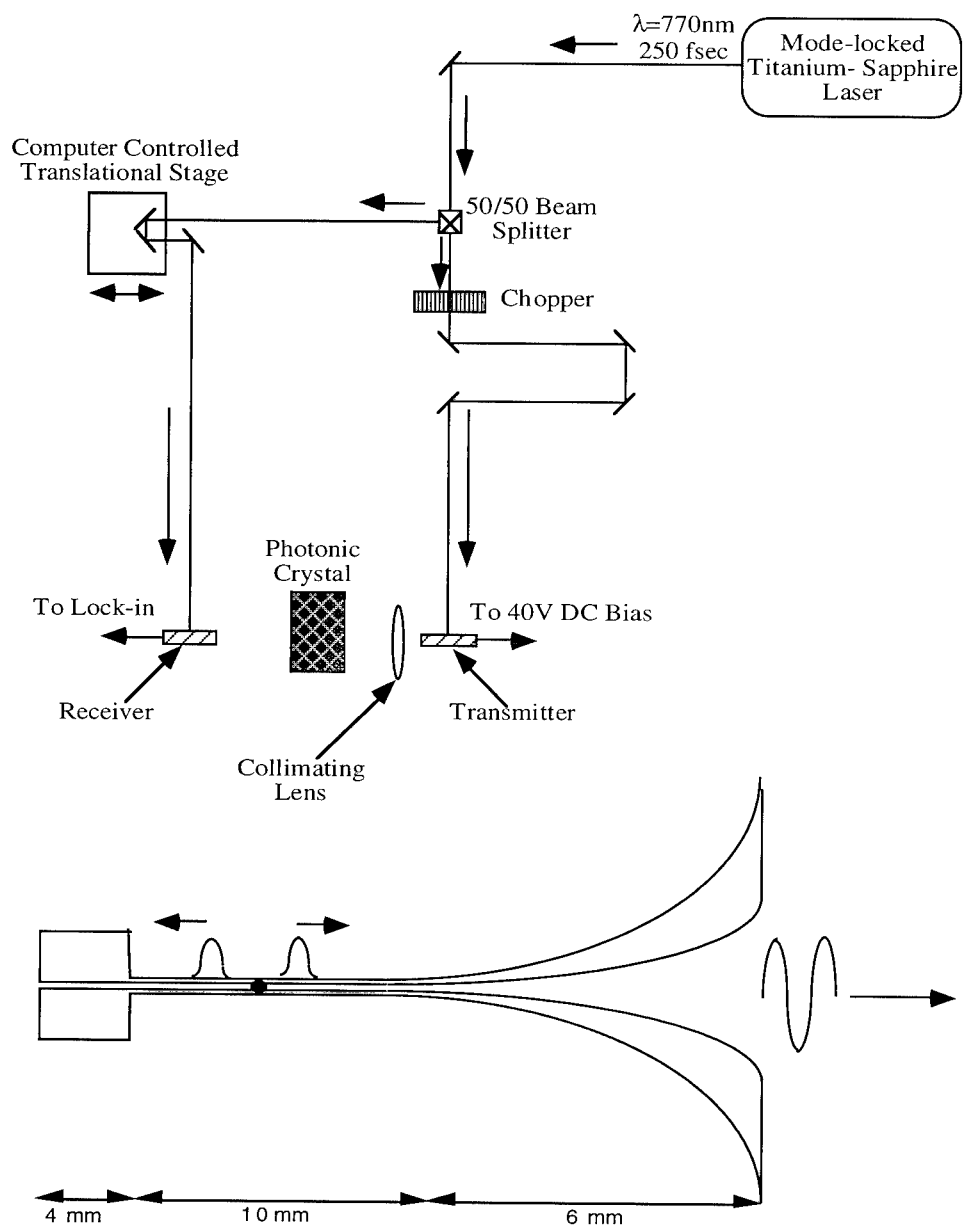 λ=770nm
250 fsec
Mode-locked
Titanium- Sapphire
Laser
Computer Controlled
Translational Stage
50/50 Beam
Splitter
Chopper
Photonic
Crystal
To Lock-in
To 40V DC Bias
Receiver
Transmitter
Collimating
Lens
4 mm
10 mm
6 mm